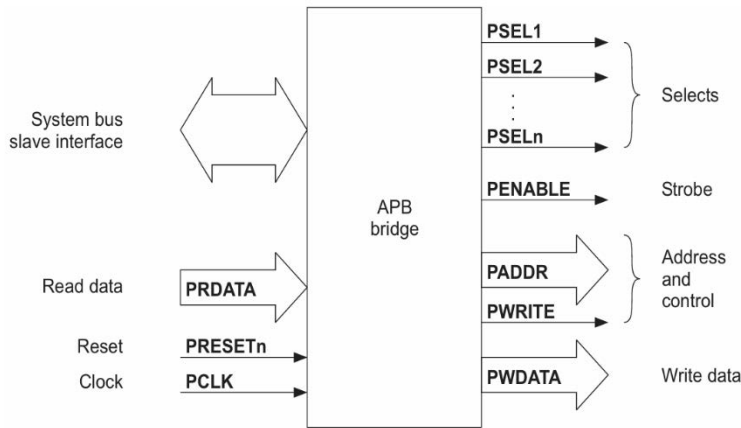 System bus
slave interface
Read data
PRDATA
Reset
PRESETn
Clock
PCLK
APB
bridge
PSEL1
PSEL2
PSELn
Selects
PENABLE
Strobe
PADDR
PWRITE
Address
and
control
PWDATA
Write data